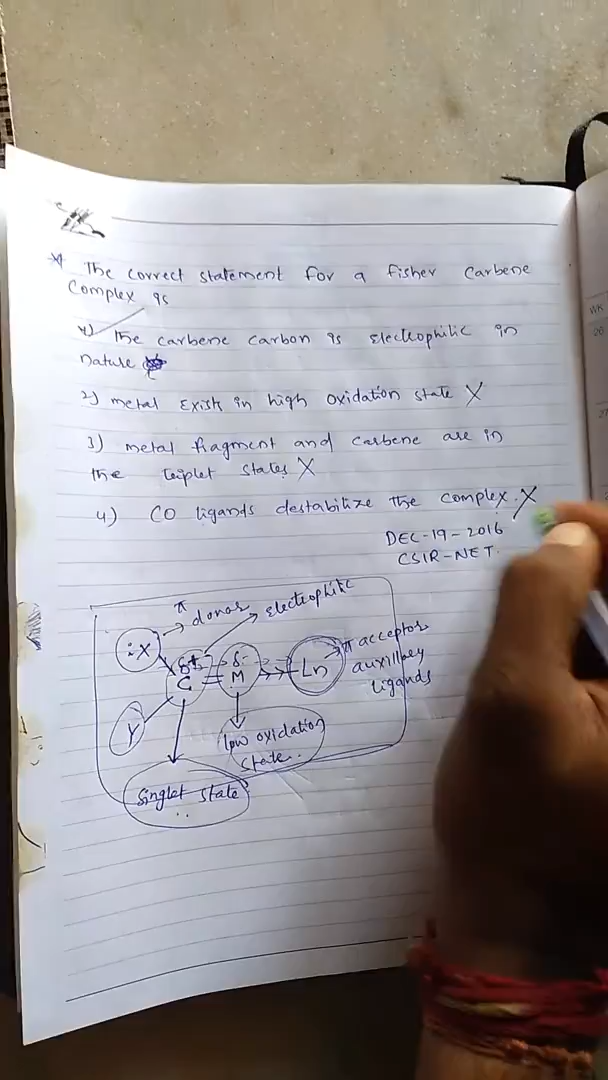 * The correct statement for a fisher Carbene
Complex is
1) The carbene carbon is Electrophilic in
nature
2) metal Exists in high oxidation state X
3) metal fragment and carbene are in
the triplet states X
4) CO ligands destabilize the complex. X
DEC-19-2016
CSIR-NET.
π donor → Electrophilic
:X δ+ δ- Ln π acceptor
C = M auxillary
ligands
Y low oxidation
state..
Singlet state
WK